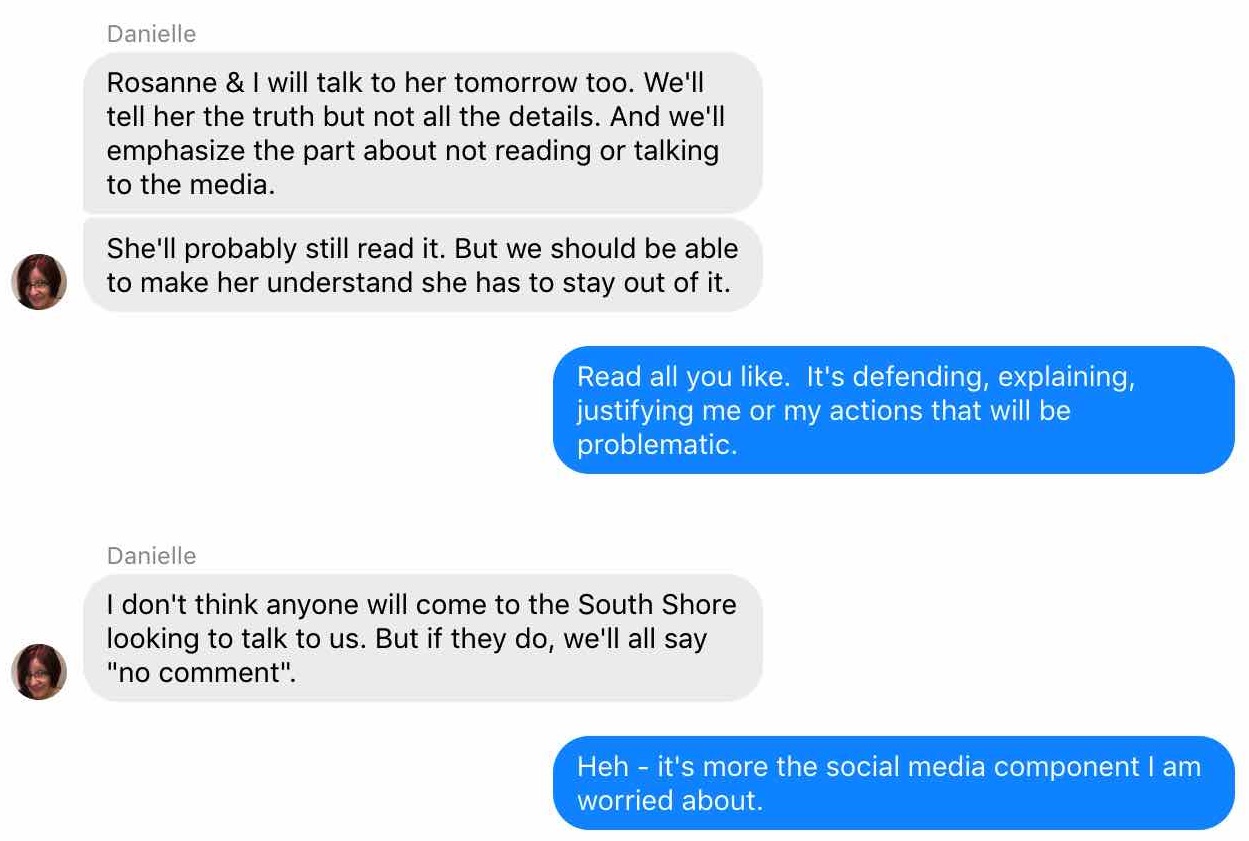 Danielle
Rosanne & I will talk to her tomorrow too. We'll
tell her the truth but not all the details. And we'll
emphasize the part about not reading or talking
to the media.
She'll probably still read it. But we should be able
to make her understand she has to stay out of it.
Read all you like.  It's defending, explaining,
justifying me or my actions that will be
problematic.
Danielle
I don't think anyone will come to the South Shore
looking to talk to us. But if they do, we'll all say
"no comment".
Heh - it's more the social media component I am
worried about.